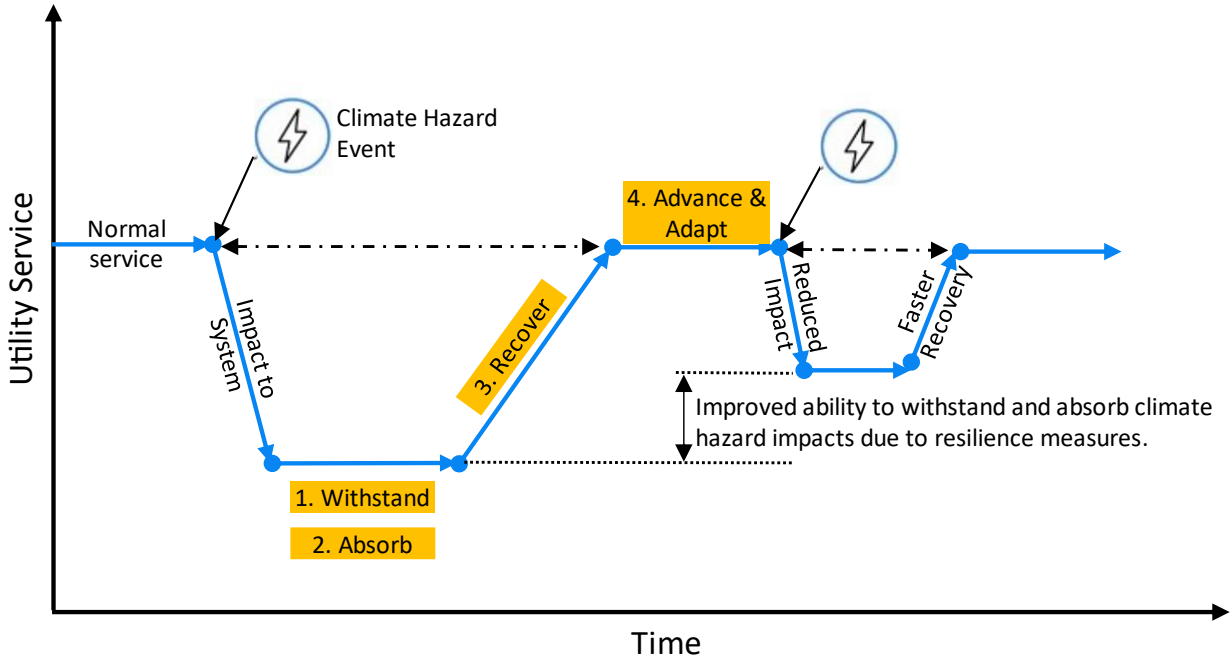 Climate Hazard
Event
4. Advance &
Adapt
Normal
service
Utility Service
Impact to
System
3. Recover
Reduced
Impact
Faster
Recovery
Improved ability to withstand and absorb climate
hazard impacts due to resilience measures.
1. Withstand
2. Absorb
Time